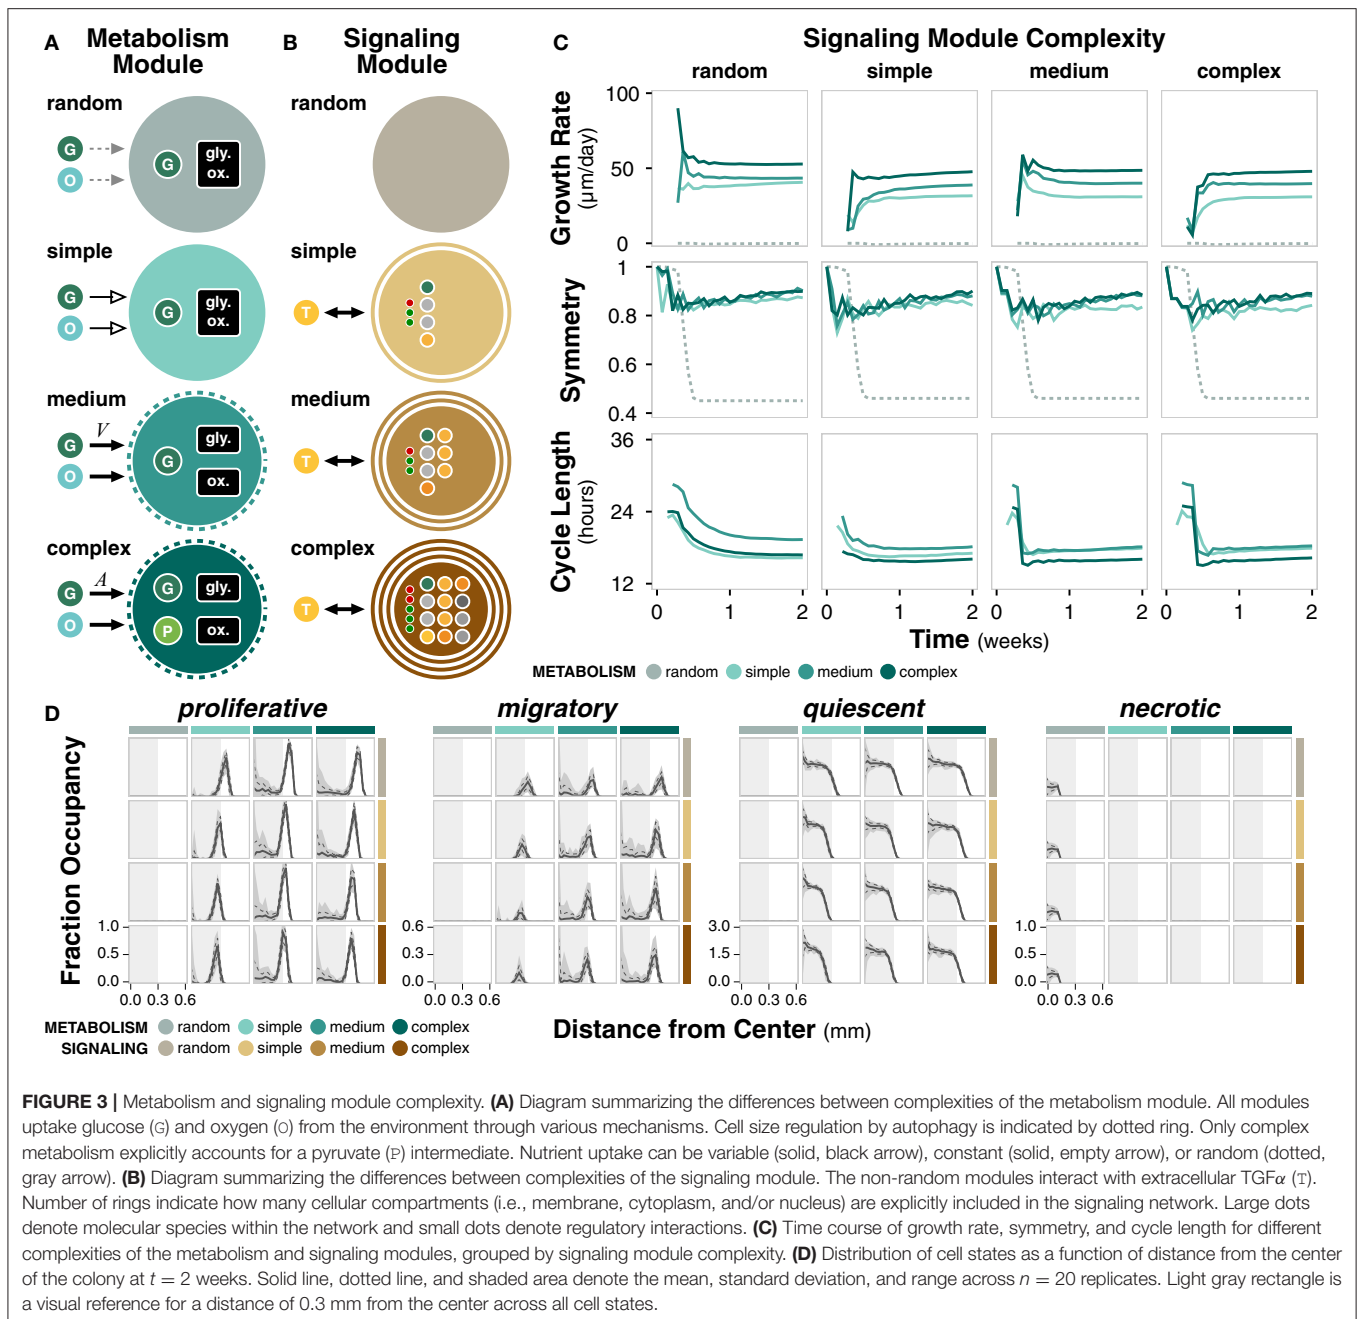 A Metabolism Module
random
G
O
G
gly.
ox.
simple
G
O
G
gly.
ox.
medium
V
G
O
G
gly.
ox.
complex
A
G
O
G
P
gly.
ox.
B Signaling Module
random
simple
T
medium
T
complex
T
C Signaling Module Complexity
random simple medium complex
Growth Rate
(μm/day)
100
50
0
Symmetry
1
0.8
0.6
0.4
Cycle Length
(hours)
36
24
12
0 1 2 0 1 2 0 1 2 0 1 2
Time (weeks)
METABOLISM random simple medium complex
D proliferative migratory quiescent necrotic
Fraction Occupancy
1.0 0.6 3.0 1.0
0.5 0.3 1.5 0.5
0.0 0.0 0.0 0.0
0.0 0.3 0.6 0.0 0.3 0.6 0.0 0.3 0.6 0.0 0.3 0.6
Distance from Center (mm)
METABOLISM random simple medium complex
SIGNALING random simple medium complex
FIGURE 3 | Metabolism and signaling module complexity. (A) Diagram summarizing the differences between complexities of the metabolism module. All modules
uptake glucose (G) and oxygen (O) from the environment through various mechanisms. Cell size regulation by autophagy is indicated by dotted ring. Only complex
metabolism explicitly accounts for a pyruvate (P) intermediate. Nutrient uptake can be variable (solid, black arrow), constant (solid, empty arrow), or random (dotted,
gray arrow). (B) Diagram summarizing the differences between complexities of the signaling module. The non-random modules interact with extracellular TGFα (T).
Number of rings indicate how many cellular compartments (i.e., membrane, cytoplasm, and/or nucleus) are explicitly included in the signaling network. Large dots
denote molecular species within the network and small dots denote regulatory interactions. (C) Time course of growth rate, symmetry, and cycle length for different
complexities of the metabolism and signaling modules, grouped by signaling module complexity. (D) Distribution of cell states as a function of distance from the center
of the colony at t = 2 weeks. Solid line, dotted line, and shaded area denote the mean, standard deviation, and range across n = 20 replicates. Light gray rectangle is
a visual reference for a distance of 0.3 mm from the center across all cell states.